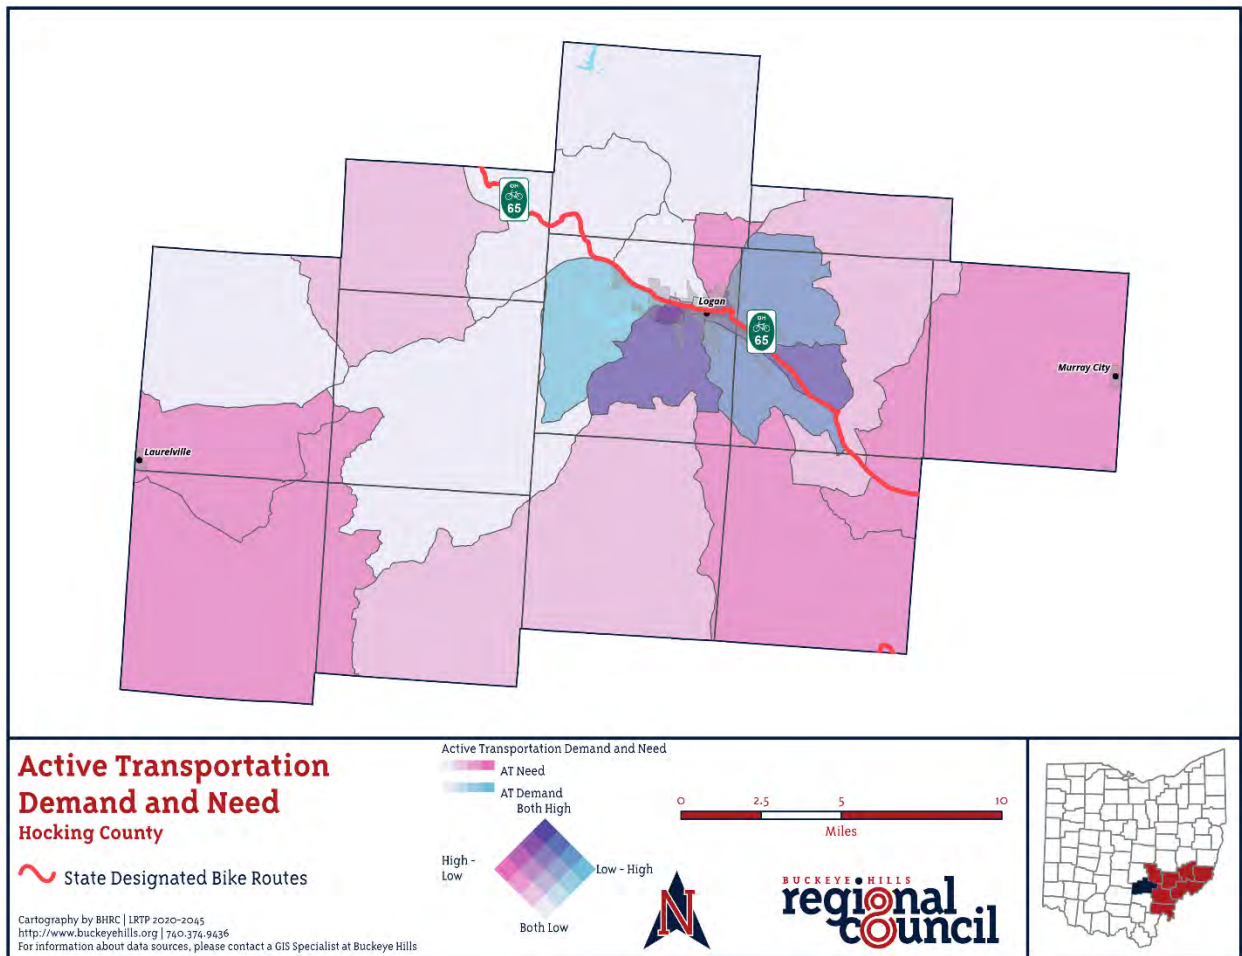 OH
65
Logan
OH
65
Murray City
Laurelville
Active Transportation
Demand and Need
Hocking County
State Designated Bike Routes
Cartography by BHRC | LRTP 2020-2045
http://www.buckeyehills.org | 740.374.9436
For information about data sources, please contact a GIS Specialist at Buckeye Hills
Active Transportation Demand and Need
AT Need
AT Demand
Both High
High -
Low
Low - High
Both Low
0 2.5 5 10
Miles
N
BUCKEYE HILLS
regional
council